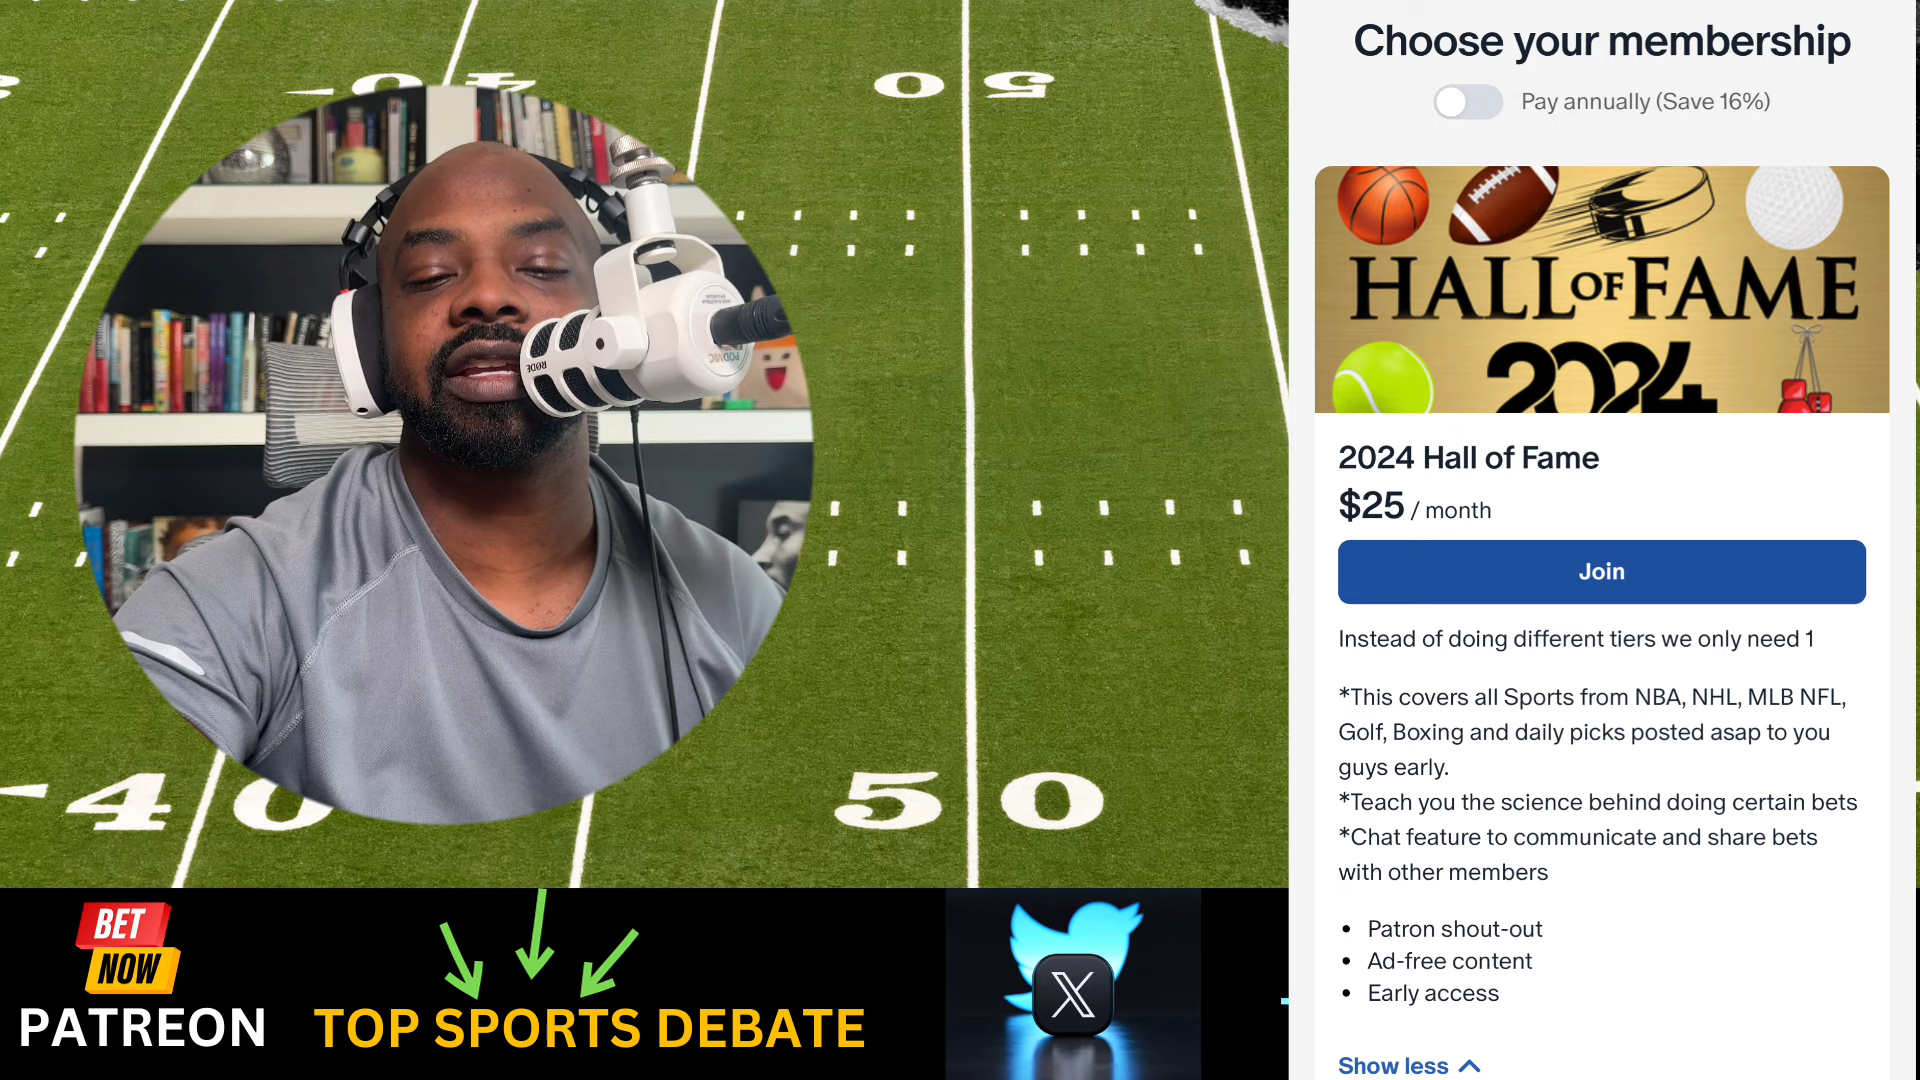 40
50
RØDE
PODMIC
40
50
BET
NOW
PATREON
TOP SPORTS DEBATE
X
Choose your membership
Pay annually (Save 16%)
HALL OF FAME
2024
2024 Hall of Fame
$25 / month
Join
Instead of doing different tiers we only need 1
*This covers all Sports from NBA, NHL, MLB NFL,
Golf, Boxing and daily picks posted asap to you
guys early.
*Teach you the science behind doing certain bets
*Chat feature to communicate and share bets
with other members
• Patron shout-out
• Ad-free content
• Early access
Show less